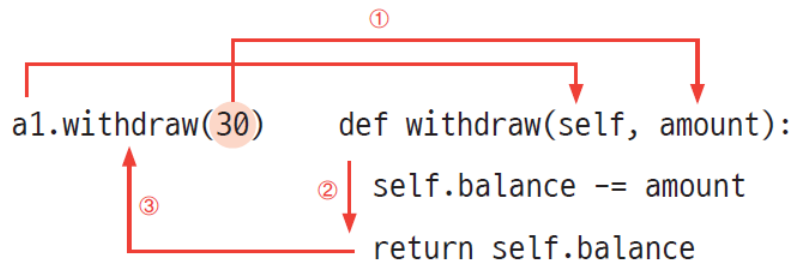 ①
a1.withdraw(30) def withdraw(self, amount):
② self.balance -= amount
③
return self.balance